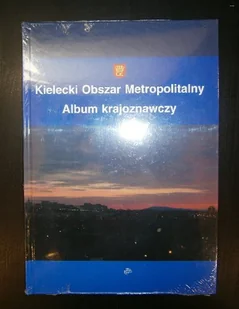 Kielecki Obszar Metropolitalny
Album krajoznawczy